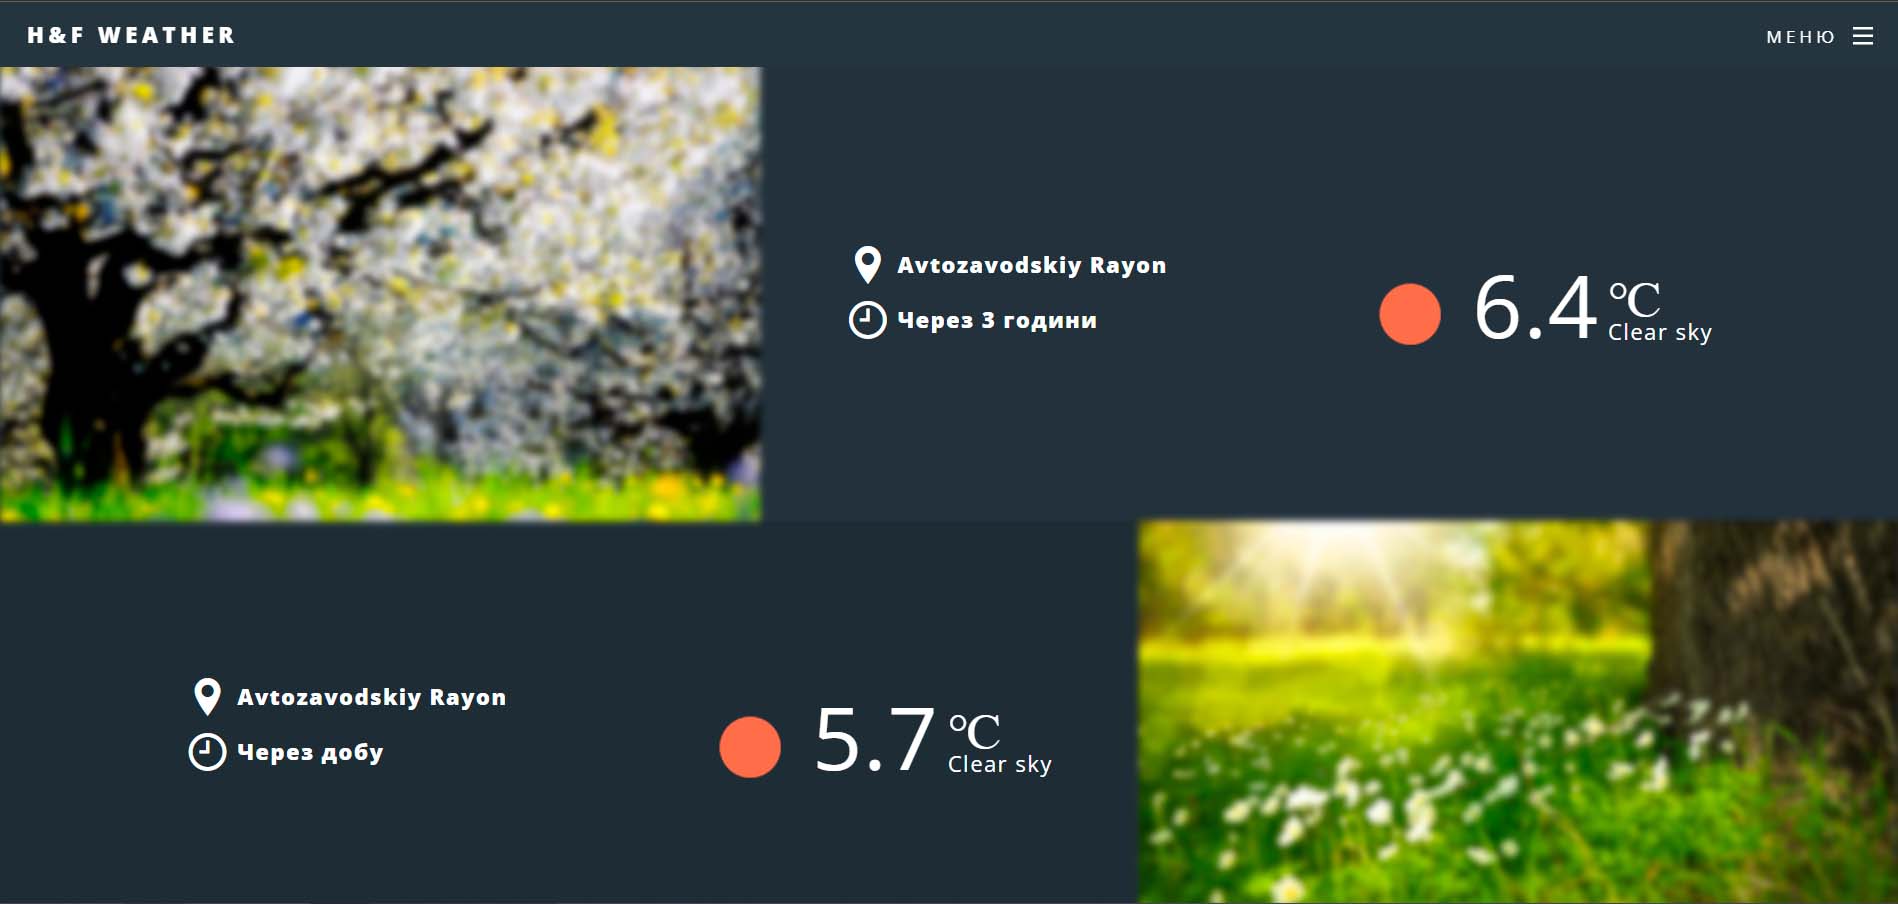 H&F WEATHER
МЕНЮ
Avtozavodskiy Rayon
Через 3 години
6.4 °C
Clear sky
Avtozavodskiy Rayon
Через добу
5.7 °C
Clear sky